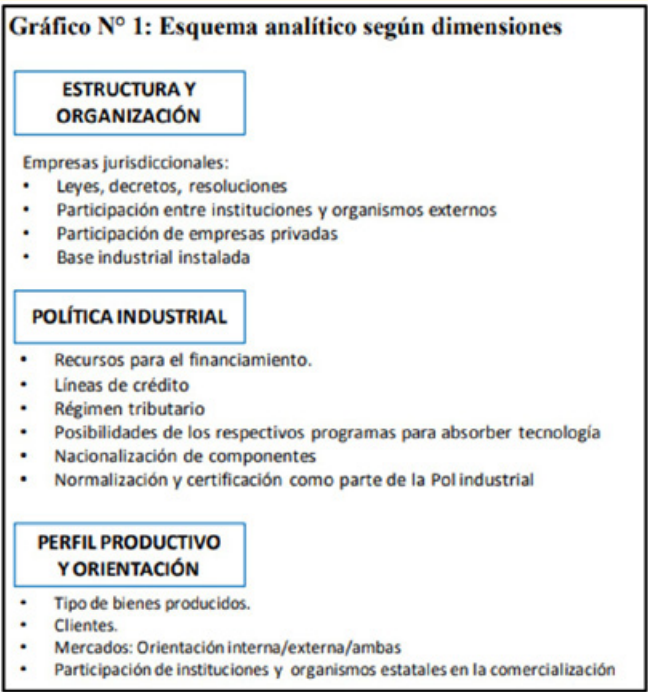 Gráfico N° 1: Esquema analítico según dimensiones
ESTRUCTURA Y
ORGANIZACIÓN
Empresas jurisdiccionales:
• Leyes, decretos, resoluciones
• Participación entre instituciones y organismos externos
• Participación de empresas privadas
• Base industrial instalada
POLÍTICA INDUSTRIAL
• Recursos para el financiamiento.
• Líneas de crédito
• Régimen tributario
• Posibilidades de los respectivos programas para absorber tecnología
• Nacionalización de componentes
• Normalización y certificación como parte de la Pol industrial
PERFIL PRODUCTIVO
Y ORIENTACIÓN
• Tipo de bienes producidos.
• Clientes.
• Mercados: Orientación interna/externa/ambas
• Participación de instituciones y organismos estatales en la comercialización